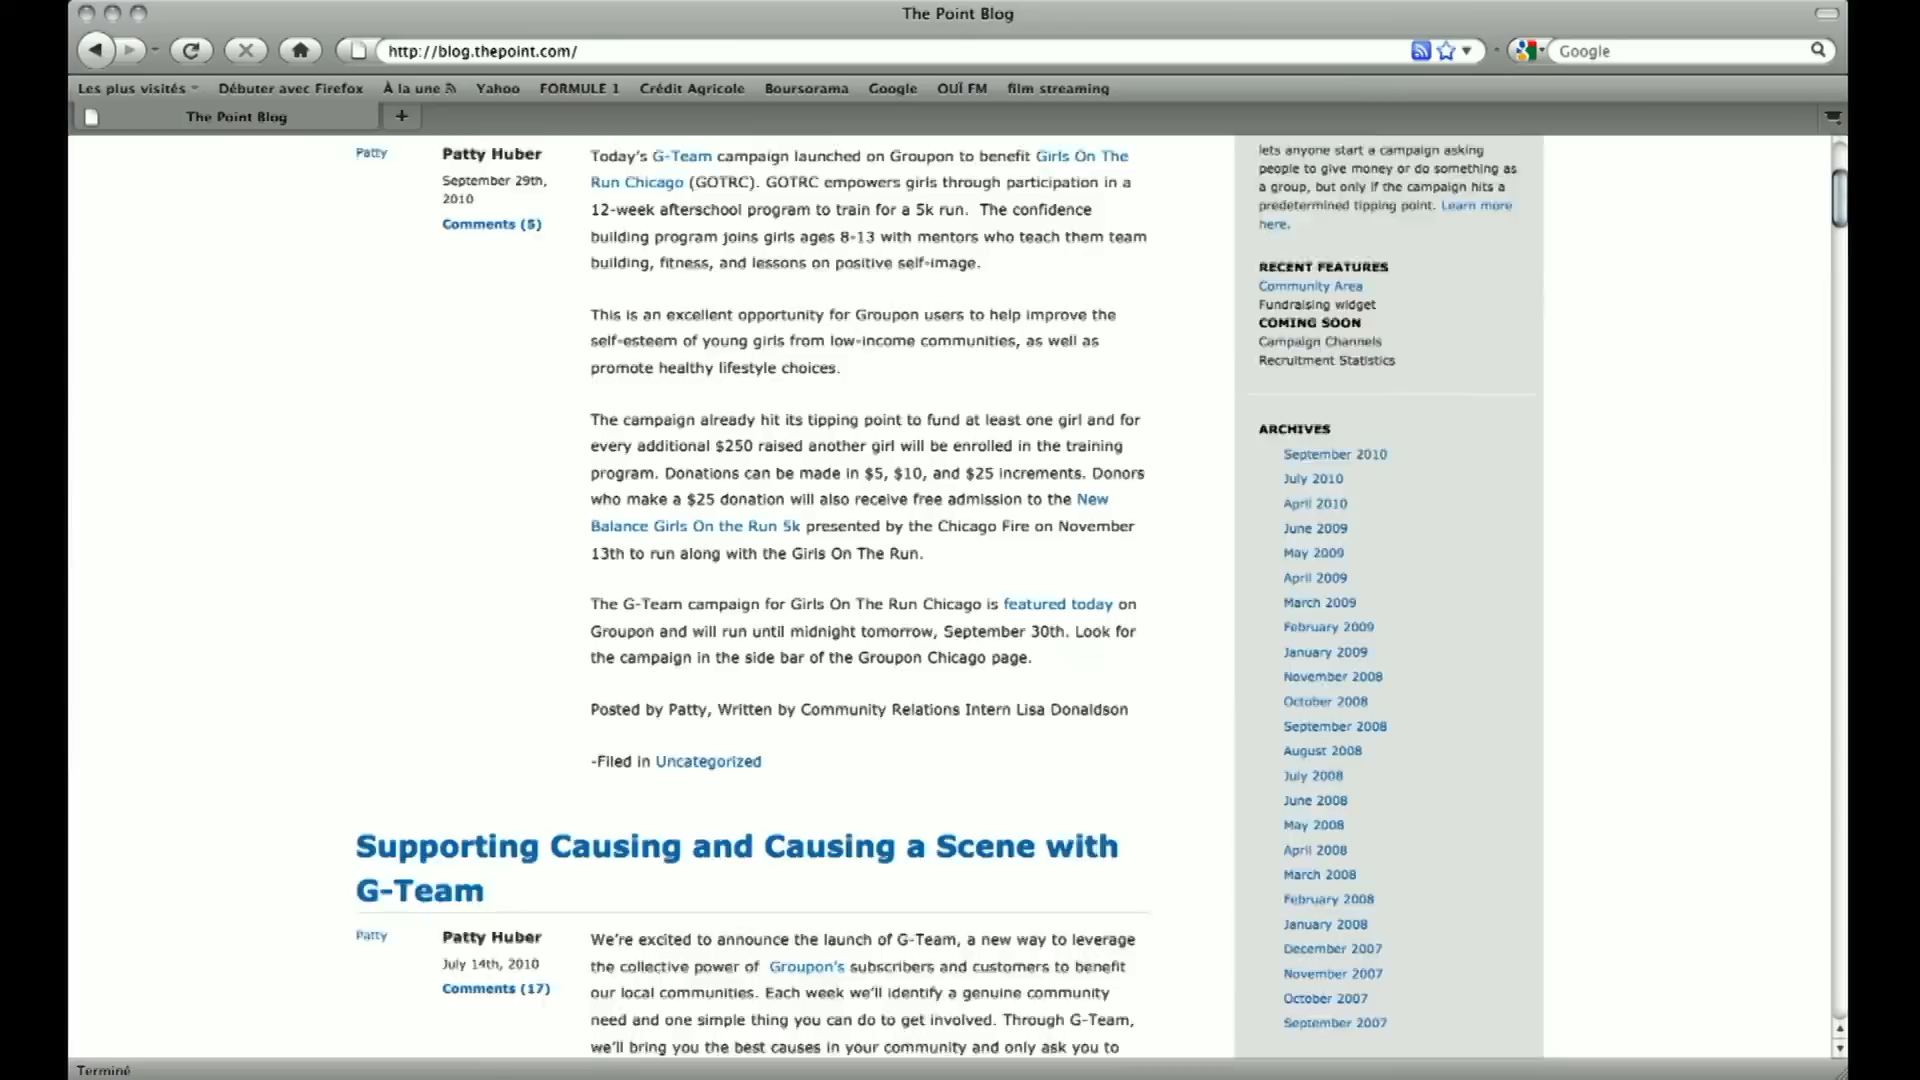 The Point Blog
http://blog.thepoint.com/
Google
Les plus visités
Débuter avec Firefox
À la une
Yahoo
FORMULE 1
Crédit Agricole
Boursorama
Google
OUÏ FM
film streaming
The Point Blog
Patty
Patty Huber
September 29th,
2010
Comments (5)
Today's G-Team campaign launched on Groupon to benefit Girls On The
Run Chicago (GOTRC). GOTRC empowers girls through participation in a
12-week afterschool program to train for a 5k run. The confidence
building program joins girls ages 8-13 with mentors who teach them team
building, fitness, and lessons on positive self-image.
This is an excellent opportunity for Groupon users to help improve the
self-esteem of young girls from low-income communities, as well as
promote healthy lifestyle choices.
The campaign already hit its tipping point to fund at least one girl and for
every additional $250 raised another girl will be enrolled in the training
program. Donations can be made in $5, $10, and $25 increments. Donors
who make a $25 donation will also receive free admission to the New
Balance Girls On the Run 5k presented by the Chicago Fire on November
13th to run along with the Girls On The Run.
The G-Team campaign for Girls On The Run Chicago is featured today on
Groupon and will run until midnight tomorrow, September 30th. Look for
the campaign in the side bar of the Groupon Chicago page.
Posted by Patty, Written by Community Relations Intern Lisa Donaldson
-Filed in Uncategorized
Supporting Causing and Causing a Scene with
G-Team
Patty
Patty Huber
July 14th, 2010
Comments (17)
We're excited to announce the launch of G-Team, a new way to leverage
the collective power of Groupon's subscribers and customers to benefit
our local communities. Each week we'll identify a genuine community
need and one simple thing you can do to get involved. Through G-Team,
we'll bring you the best causes in your community and only ask you to
lets anyone start a campaign asking
people to give money or do something as
a group, but only if the campaign hits a
predetermined tipping point. Learn more
here.
RECENT FEATURES
Community Area
Fundraising widget
COMING SOON
Campaign Channels
Recruitment Statistics
ARCHIVES
September 2010
July 2010
April 2010
June 2009
May 2009
April 2009
March 2009
February 2009
January 2009
November 2008
October 2008
September 2008
August 2008
July 2008
June 2008
May 2008
April 2008
March 2008
February 2008
January 2008
December 2007
November 2007
October 2007
September 2007
Terminé